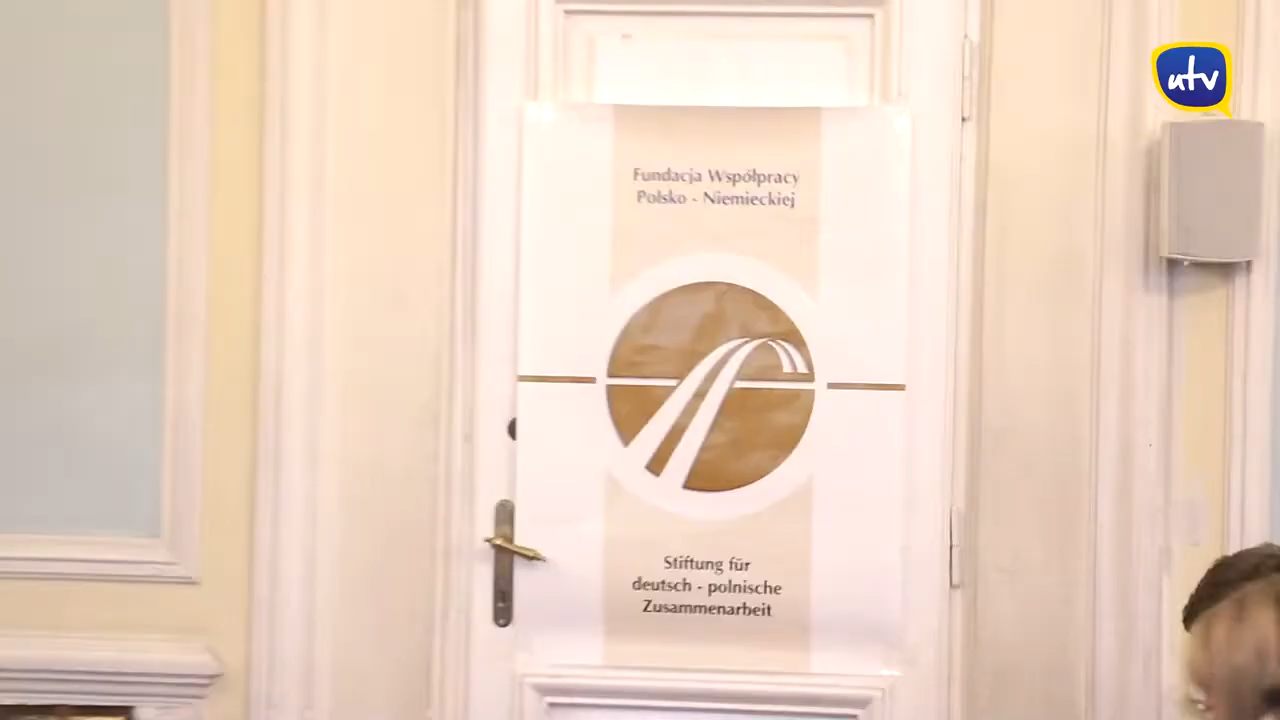 utv
Fundacja Współpracy
Polsko - Niemieckiej
Stiftung für
deutsch - polnische
Zusammenarbeit